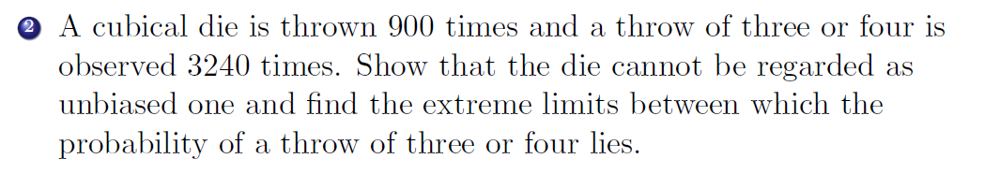 2 A cubical die is thrown 900 times and a throw of three or four is
observed 3240 times. Show that the die cannot be regarded as
unbiased one and find the extreme limits between which the
probability of a throw of three or four lies.